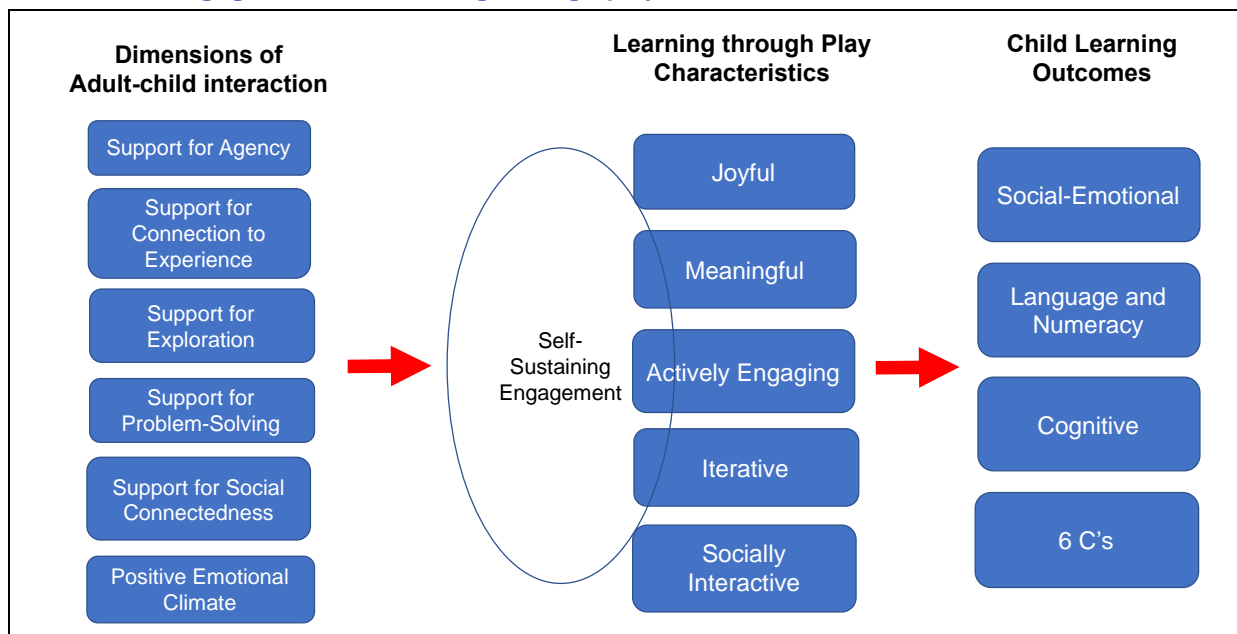 Dimensions of
Adult-child interaction
Support for Agency
Support for
Connection to
Experience
Support for
Exploration
Support for
Problem-Solving
Support for Social
Connectedness
Positive Emotional
Climate
Self-
Sustaining
Engagement
Learning through Play
Characteristics
Joyful
Meaningful
Actively Engaging
Iterative
Socially
Interactive
Child Learning
Outcomes
Social-Emotional
Language and
Numeracy
Cognitive
6 C's